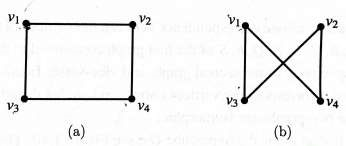 v₁ v₂ v₁ v₂
v₃ v₄ v₃ v₄
(a) (b)